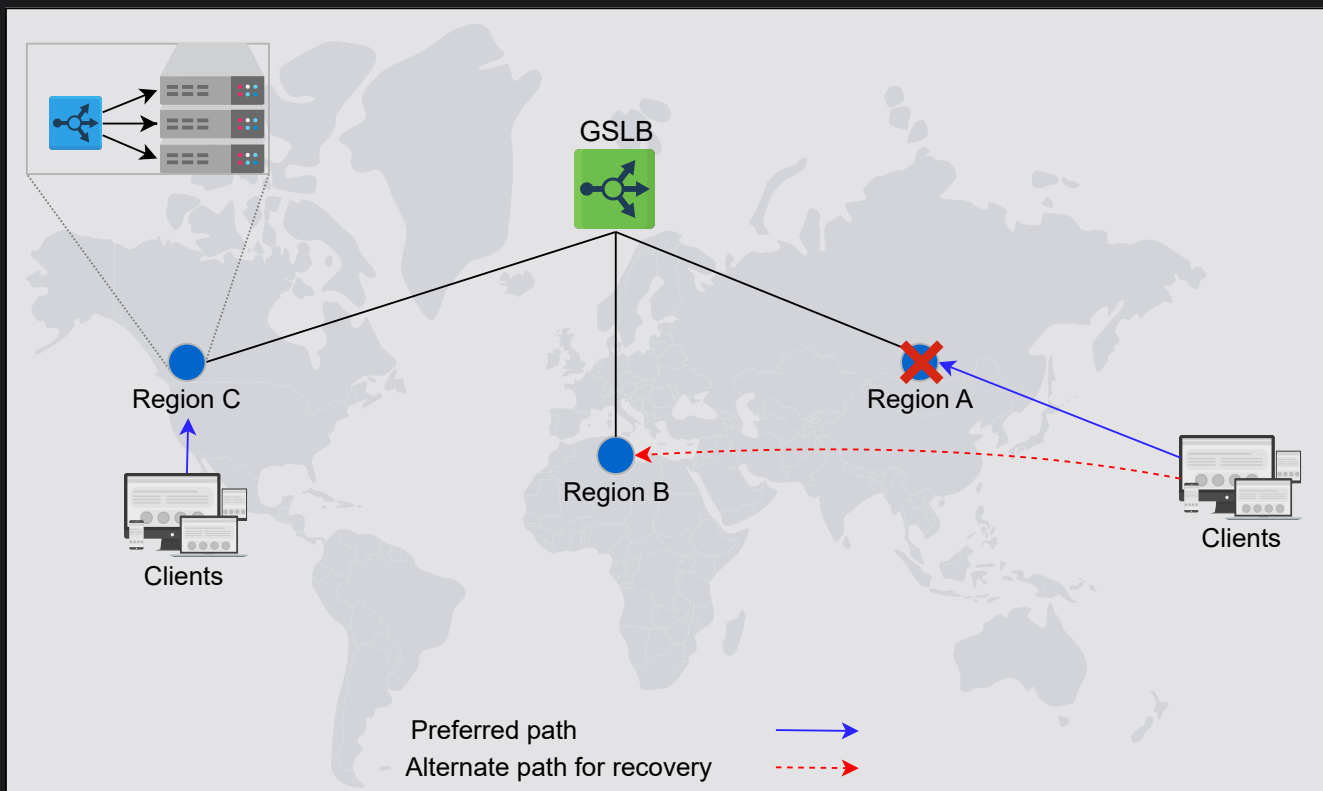 GSLB
Region C
Region A
Region B
Clients
Clients
Preferred path
Alternate path for recovery